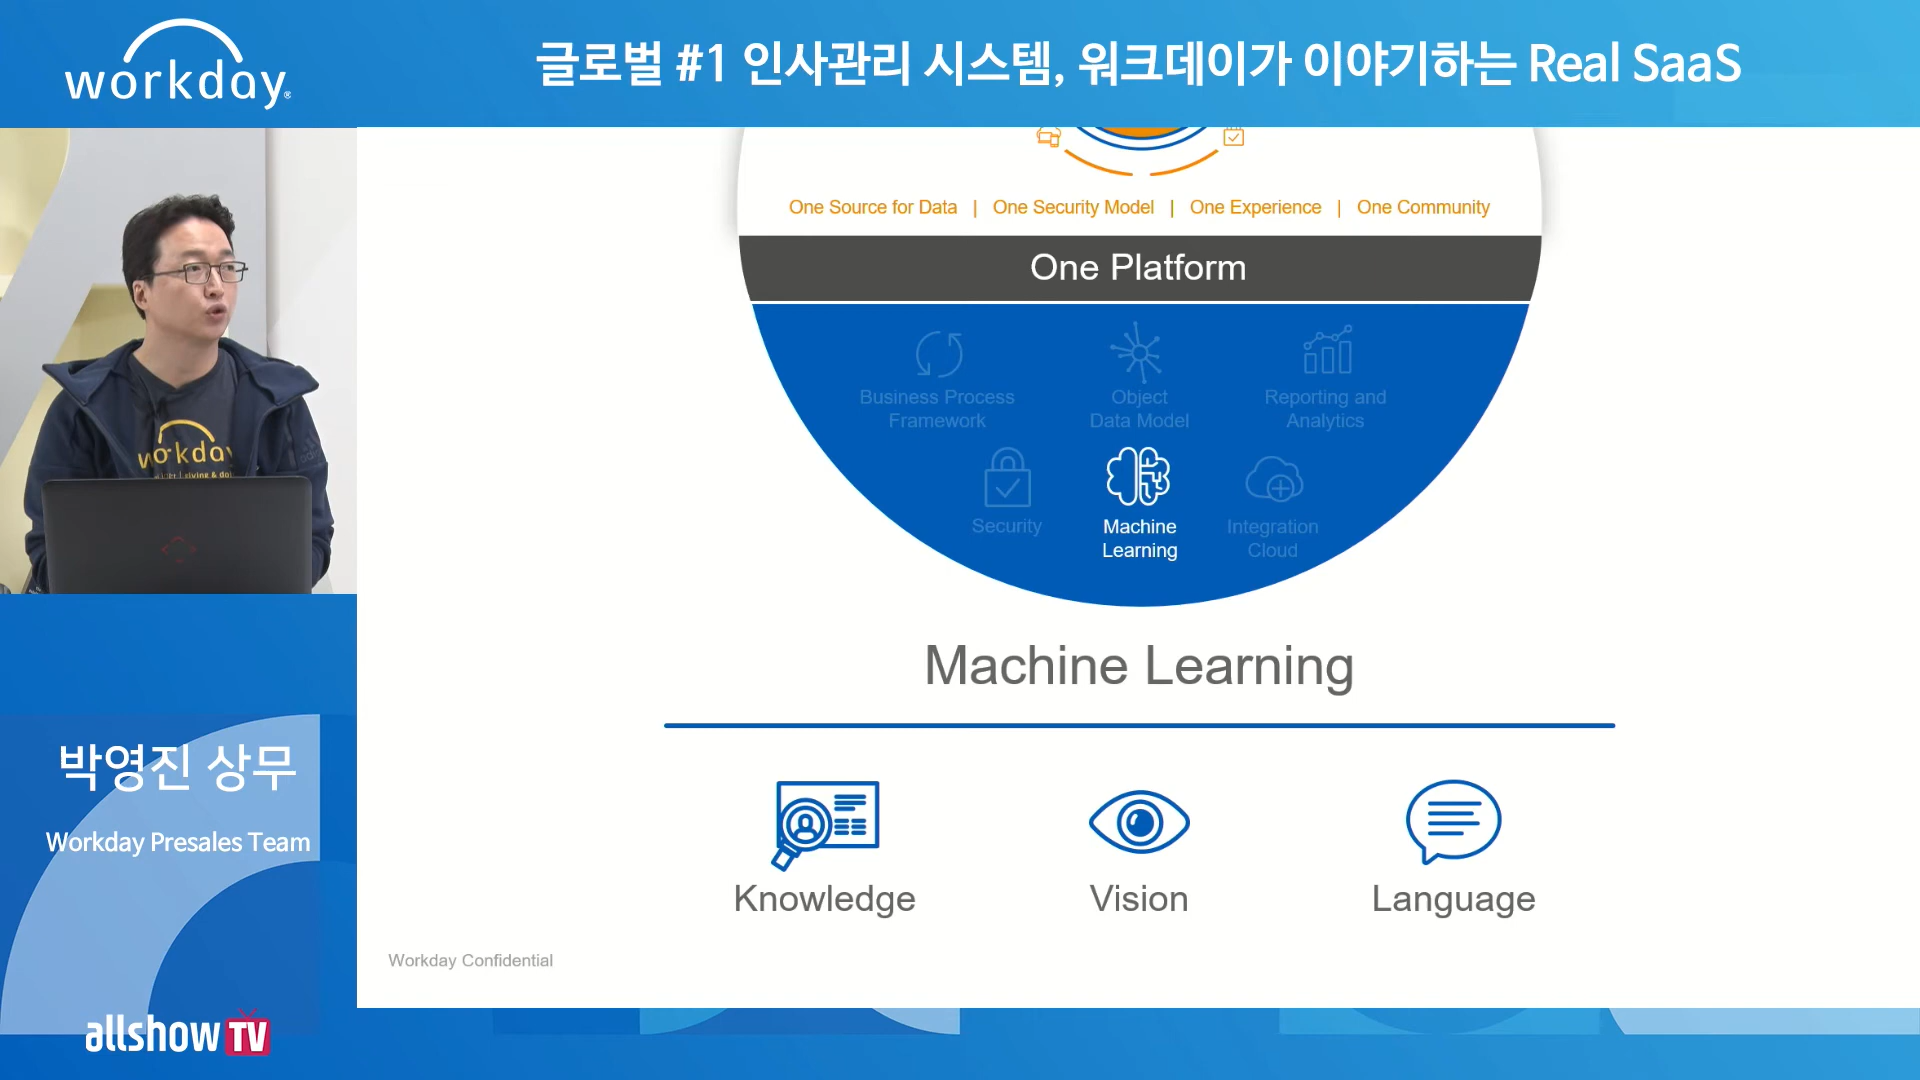 workday
글로벌 #1 인사관리 시스템, 워크데이가 이야기하는 Real SaaS
One Source for Data | One Security Model | One Experience | One Community
One Platform
Business Process
Framework
Object
Data Model
Reporting and
Analytics
Security
Machine
Learning
Integration
Cloud
Machine Learning
Knowledge
Vision
Language
Workday Confidential
workday
박영진 상무
Workday Presales Team
allshow TV